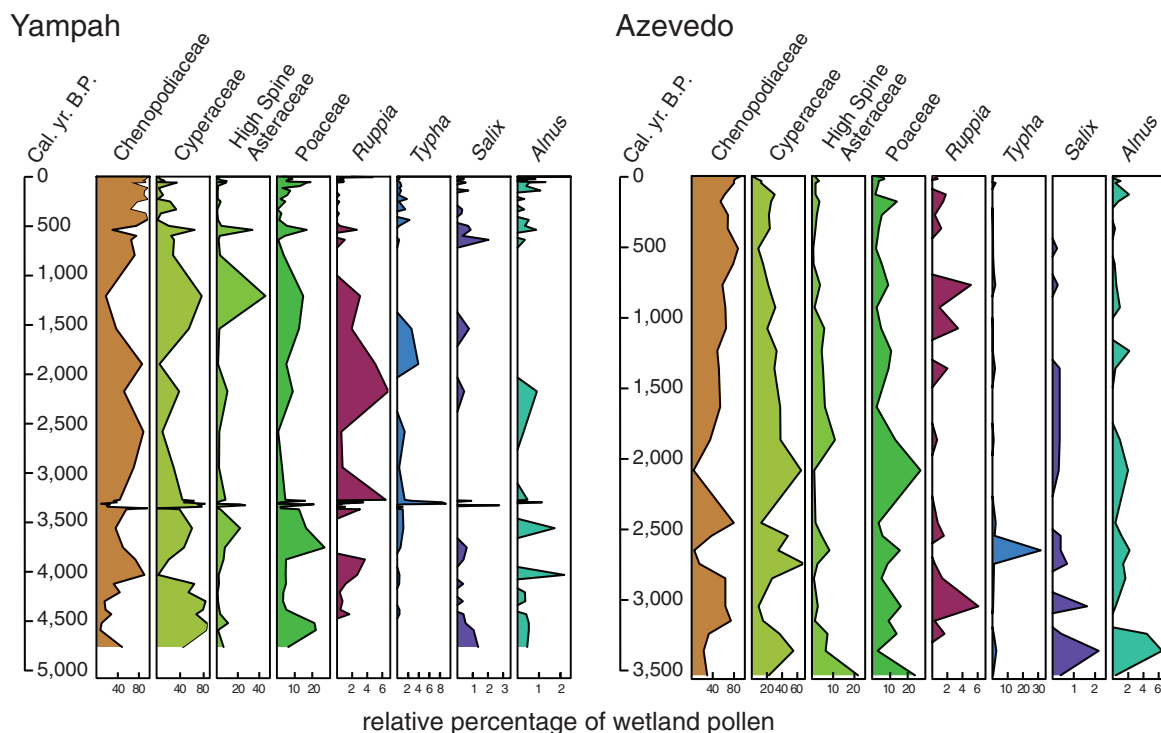 Yampah
Azevedo
Cal. yr. B.P.
Chenopodiaceae
Cyperaceae
High Spine
Asteraceae
Poaceae
Ruppia
Typha
Salix
Alnus
Cal. yr. B.P.
Chenopodiaceae
Cyperaceae
High Spine
Asteraceae
Poaceae
Ruppia
Typha
Salix
Alnus
0
500
1,000
1,500
2,000
2,500
3,000
3,500
4,000
4,500
5,000
40 80 40 80 20 40 10 20 2 4 6 2 4 6 8 1 2 3 1 2
0
500
1,000
1,500
2,000
2,500
3,000
3,500
40 80 20 40 60 10 20 10 20 2 4 6 10 20 30 1 2 2 4 6
relative percentage of wetland pollen